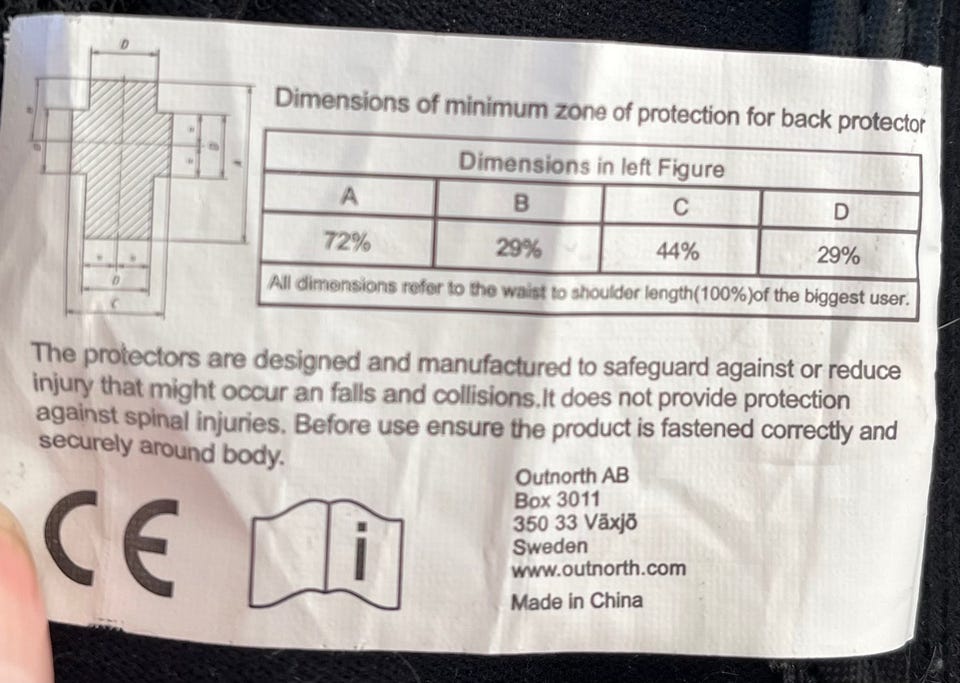 D
Dimensions of minimum zone of protection for back protector
Dimensions in left Figure
A B C D
72% 29% 44% 29%
All dimensions refer to the waist to shoulder length(100%)of the biggest user.
D
C
The protectors are designed and manufactured to safeguard against or reduce
injury that might occur an falls and collisions.It does not provide protection
against spinal injuries. Before use ensure the product is fastened correctly and
securely around body.
CE
i
Outnorth AB
Box 3011
350 33 Växjö
Sweden
www.outnorth.com
Made in China